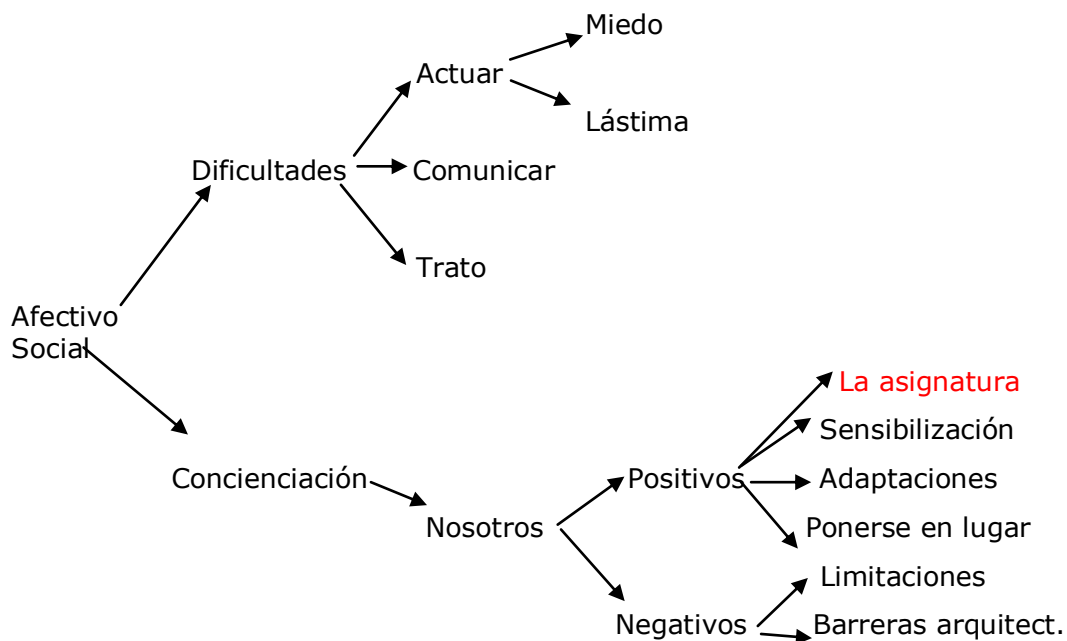 Miedo
Actuar
Lástima
Dificultades
Comunicar
Trato
Afectivo
Social
La asignatura
Sensibilización
Concienciación
Positivos
Adaptaciones
Nosotros
Ponerse en lugar
Limitaciones
Negativos
Barreras arquitect.